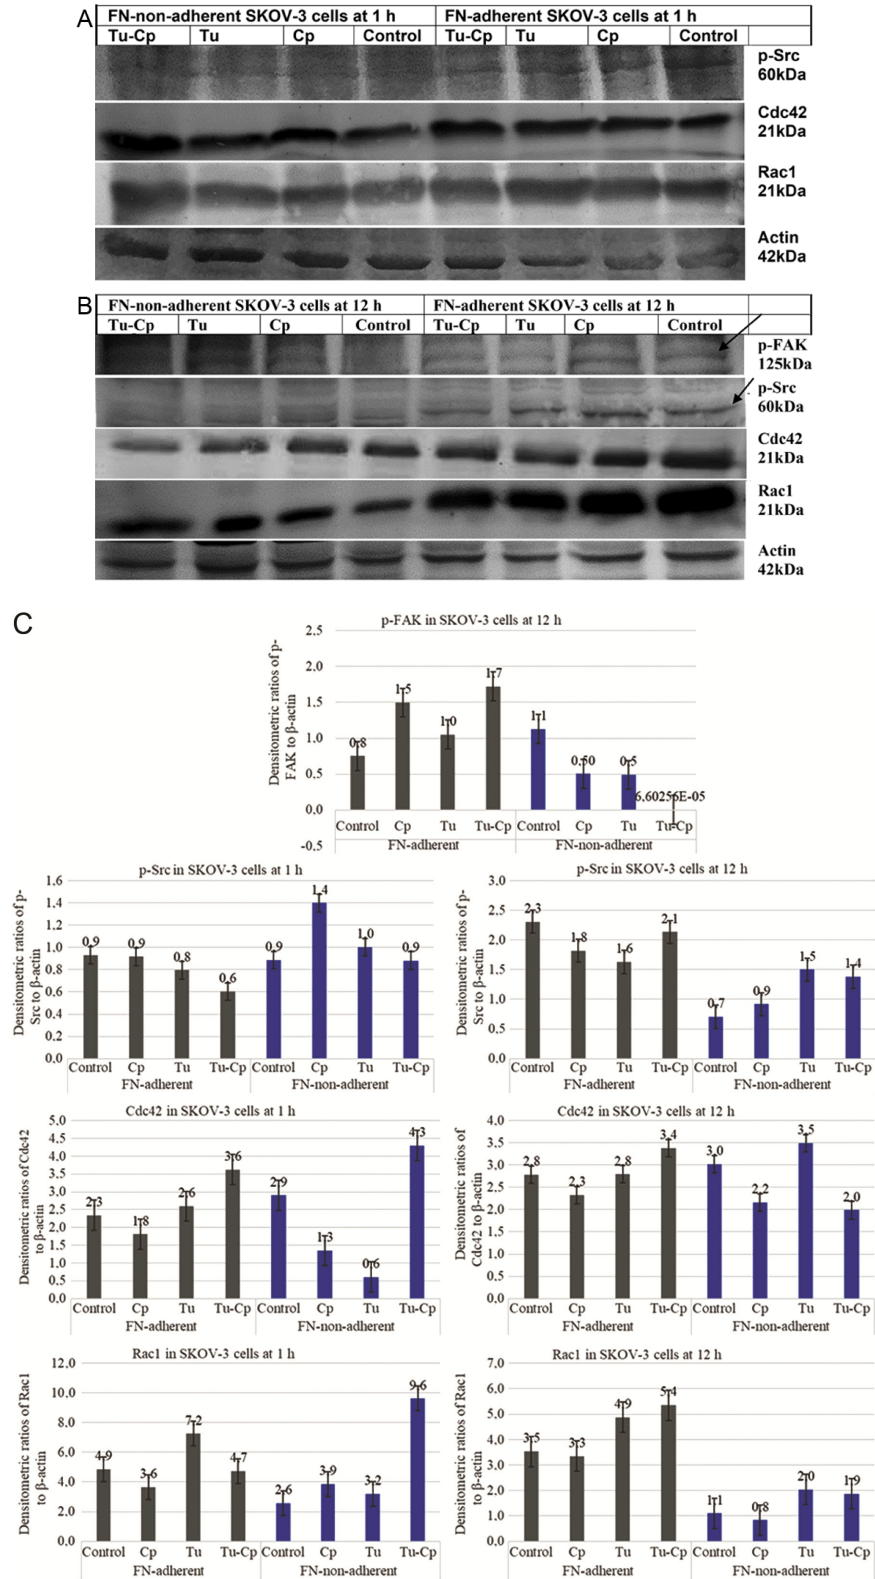 A
FN-non-adherent SKOV-3 cells at 1 h FN-adherent SKOV-3 cells at 1 h
Tu-Cp Tu Cp Control Tu-Cp Tu Cp Control
p-Src
60kDa
Cdc42
21kDa
Rac1
21kDa
Actin
42kDa
B
FN-non-adherent SKOV-3 cells at 12 h FN-adherent SKOV-3 cells at 12 h
Tu-Cp Tu Cp Control Tu-Cp Tu Cp Control
p-FAK
125kDa
p-Src
60kDa
Cdc42
21kDa
Rac1
21kDa
Actin
42kDa
C
p-FAK in SKOV-3 cells at 12 h
Densitometric ratios of p-
FAK to β-actin
2.5
2.0
1.5
1.0
0.5
0.0
-0.5
0.8 1.5 1.0 1.7 1.1 0.50 0.5 6.60256E-05
Control Cp Tu Tu-Cp Control Cp Tu Tu-Cp
FN-adherent FN-non-adherent
p-Src in SKOV-3 cells at 1 h
Densitometric ratios of p-
Src to β-actin
1.6
1.4
1.2
1.0
0.8
0.6
0.4
0.2
0.0
0.9 0.9 0.8 0.6 0.9 1.4 1.0 0.9
Control Cp Tu Tu-Cp Control Cp Tu Tu-Cp
FN-adherent FN-non-adherent
p-Src in SKOV-3 cells at 12 h
Densitometric ratios of p-
Src to β-actin
3.0
2.5
2.0
1.5
1.0
0.5
0.0
2.3 1.8 1.6 2.1 0.7 0.9 1.5 1.4
Control Cp Tu Tu-Cp Control Cp Tu Tu-Cp
FN-adherent FN-non-adherent
Cdc42 in SKOV-3 cells at 1 h
Densitometric ratios of Cdc42
to β-actin
5.0
4.5
4.0
3.5
3.0
2.5
2.0
1.5
1.0
0.5
0.0
2.3 1.8 2.6 3.6 2.9 1.3 0.6 4.3
Control Cp Tu Tu-Cp Control Cp Tu Tu-Cp
FN-adherent FN-non-adherent
Cdc42 in SKOV-3 cells at 12 h
Densitometric ratios of
Cdc42 to β-actin
4.0
3.5
3.0
2.5
2.0
1.5
1.0
0.5
0.0
2.8 2.3 2.8 3.4 3.0 2.2 3.5 2.0
Control Cp Tu Tu-Cp Control Cp Tu Tu-Cp
FN-adherent FN-non-adherent
Rac1 in SKOV-3 cells at 1 h
Densitometric ratios of Rac1
to β-actin
12.0
10.0
8.0
6.0
4.0
2.0
0.0
4.9 3.6 7.2 4.7 2.6 3.9 3.2 9.6
Control Cp Tu Tu-Cp Control Cp Tu Tu-Cp
FN-adherent FN-non-adherent
Rac1 in SKOV-3 cells at 12 h
Densitometric ratios of Rac1
to β-actin
7.0
6.0
5.0
4.0
3.0
2.0
1.0
0.0
3.5 3.3 4.9 5.4 1.1 0.8 2.0 1.9
Control Cp Tu Tu-Cp Control Cp Tu Tu-Cp
FN-adherent FN-non-adherent